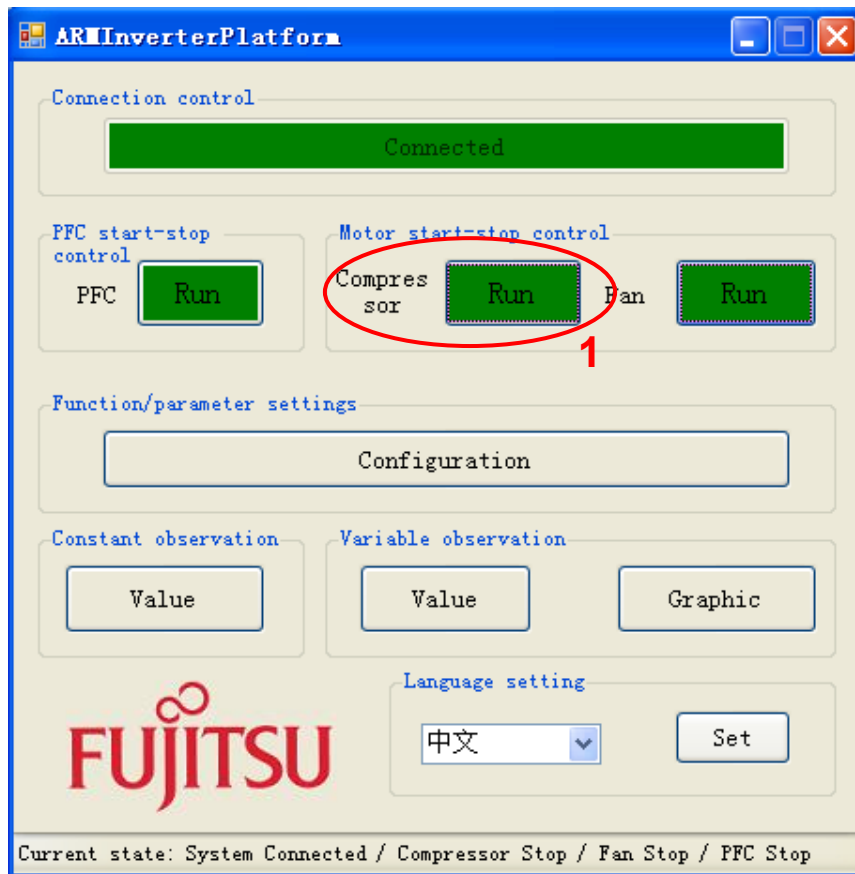 ARMInverterPlatform
Connection control
Connected
PFC start-stop
control
PFC
Run
Motor start-stop control
Compres
sor
Run
Fan
Run
1
Function/parameter settings
Configuration
Constant observation
Value
Variable observation
Value
Graphic
FUJITSU
Language setting
中文
Set
Current state: System Connected / Compressor Stop / Fan Stop / PFC Stop